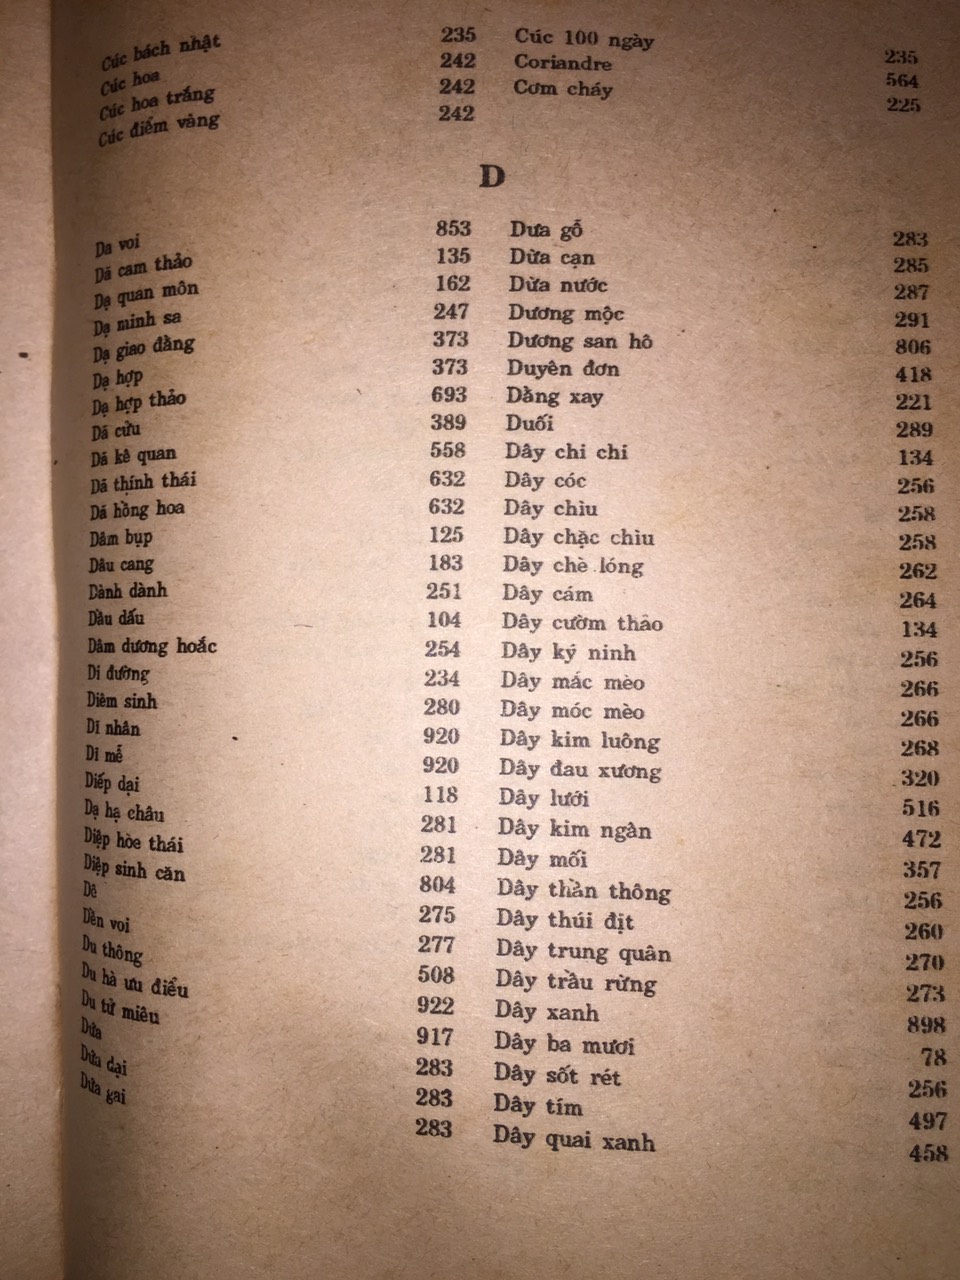 Cúc bách nhật 235
Cúc hoa 242
Cúc hoa trắng 242
Cúc điểm vàng 242
Cúc 100 ngày 235
Coriandre 564
Cơm cháy 225
D
Da voi 853
Dã cam thảo 135
Dạ quan môn 162
Dạ minh sa 247
Dạ giao đằng 373
Dạ hợp 373
Dạ hợp thảo 693
Dã cửu 389
Dã kê quan 558
Dã thính thái 632
Dã hồng hoa 632
Dâm bụp 125
Dâu cang 183
Dành dành 251
Dầu dấu 104
Dâm dương hoắc 254
Di đường 234
Diêm sinh 280
Dĩ nhân 920
Dĩ mễ 920
Diếp dại 118
Dạ hạ châu 281
Diệp hòe thái 281
Diệp sinh căn 804
Dê 275
Dền voi 277
Du thông 508
Du hà ưu điểu 922
Du tử miêu 917
Dứa 283
Dứa dại 283
Dứa gai 283
Dưa gỗ 283
Dừa cạn 285
Dừa nước 287
Dương mộc 291
Dương san hô 806
Duyên đơn 418
Dằng xay 221
Duối 289
Dây chi chi 134
Dây cóc 256
Dây chìu 258
Dây chặc chìu 258
Dây chè lóng 262
Dây cám 264
Dây cườm thảo 134
Dây ký ninh 256
Dây mắc mèo 266
Dây móc mèo 266
Dây kim luông 268
Dây đau xương 320
Dây lưới 516
Dây kim ngân 472
Dây mối 357
Dây thần thông 256
Dây thúi địt 260
Dây trung quân 270
Dây trầu rừng 273
Dây xanh 898
Dây ba mươi 78
Dây sốt rét 256
Dây tím 497
Dây quai xanh 458